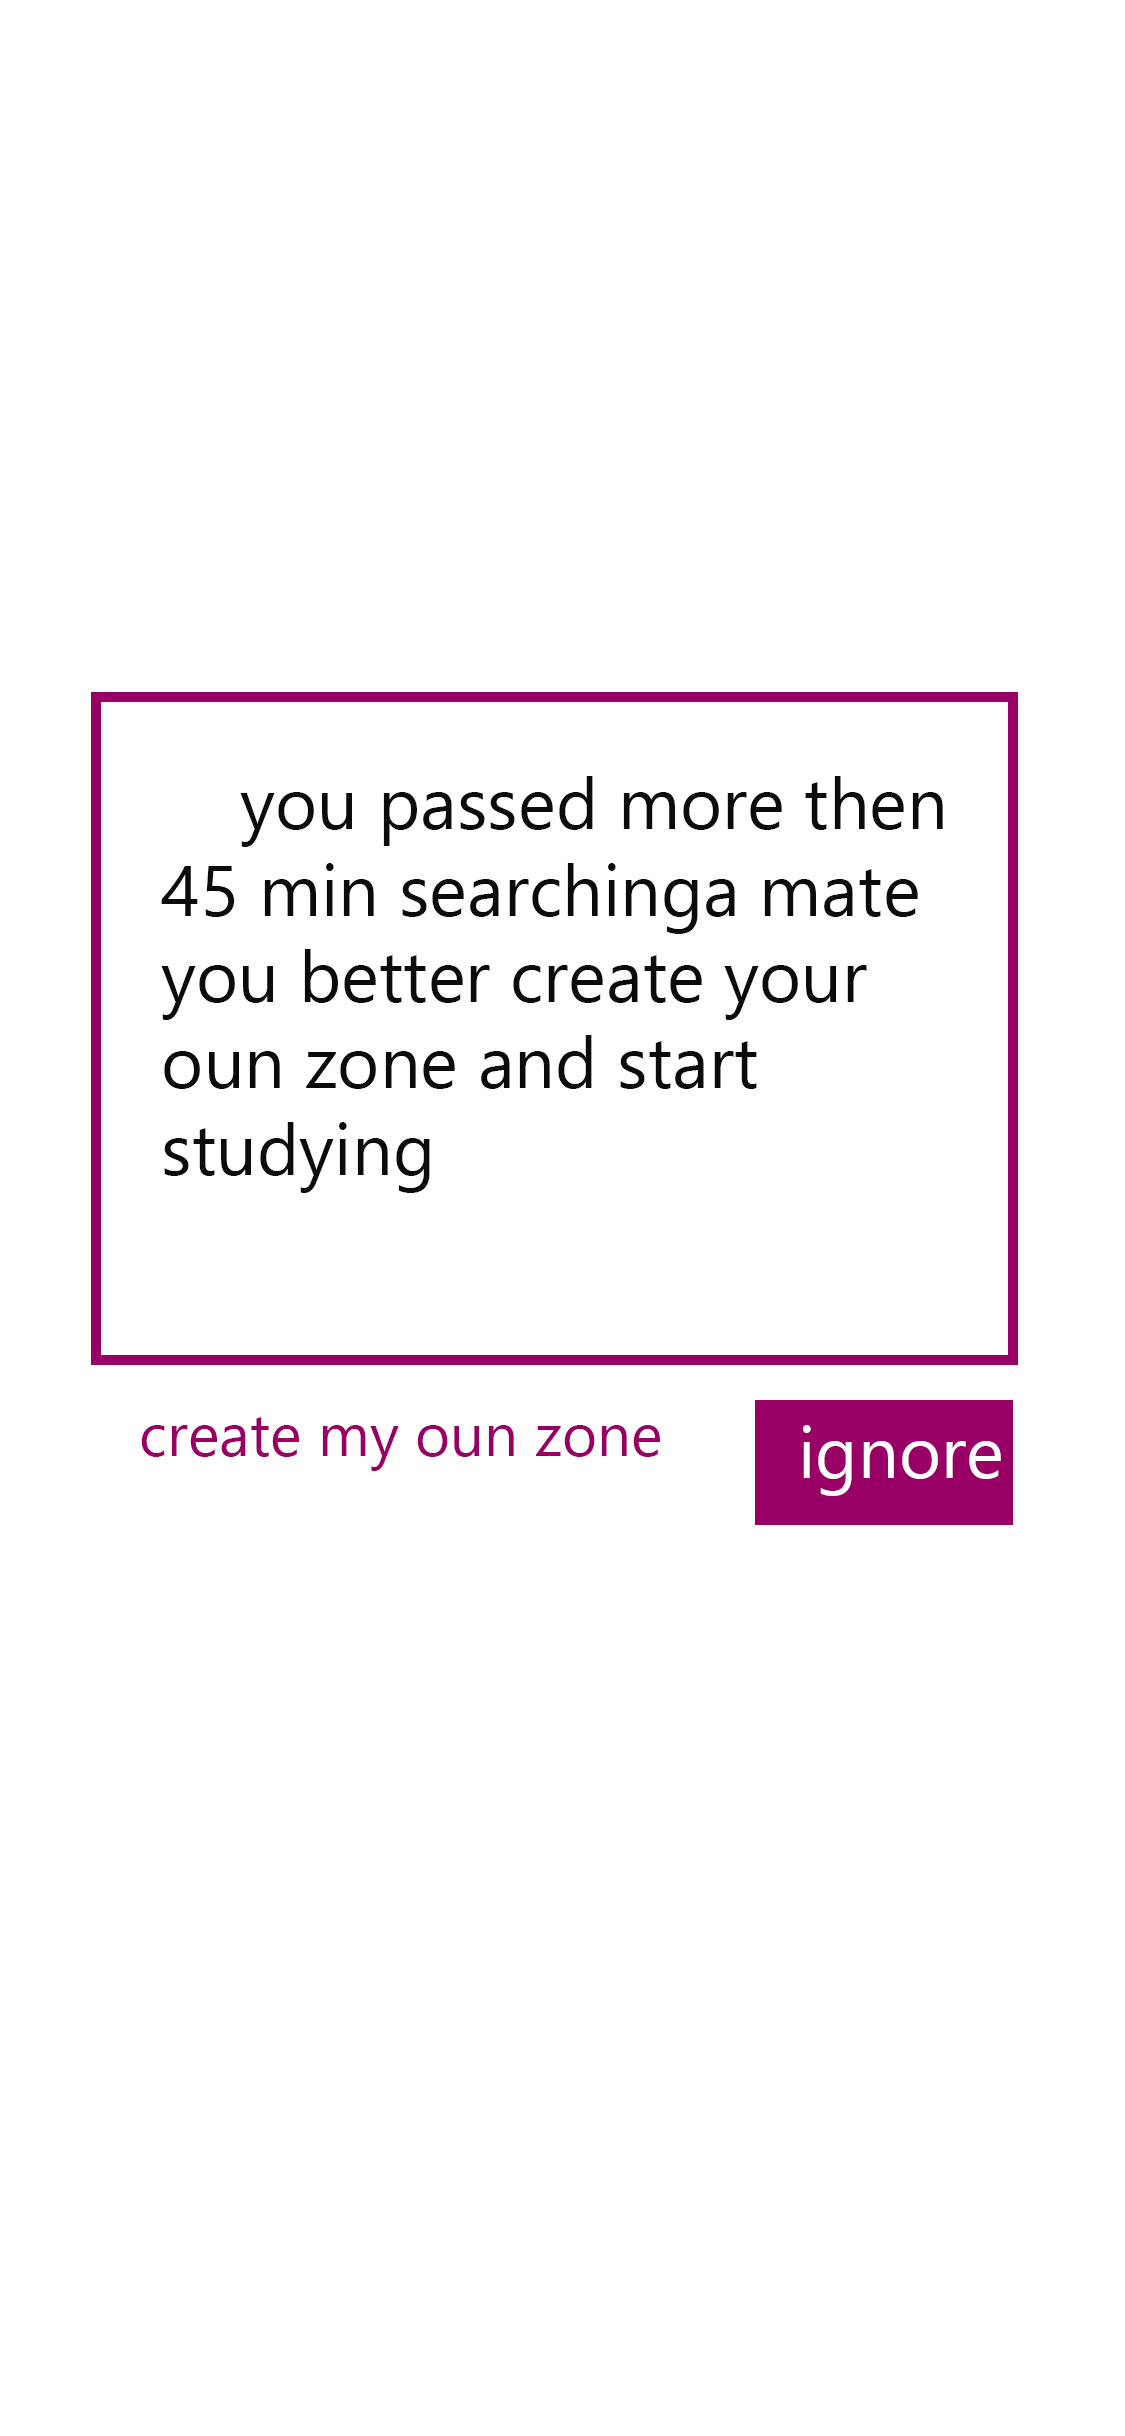 you passed more then
45 min searchinga mate
you better create your
oun zone and start
studying
create my oun zone
ignore